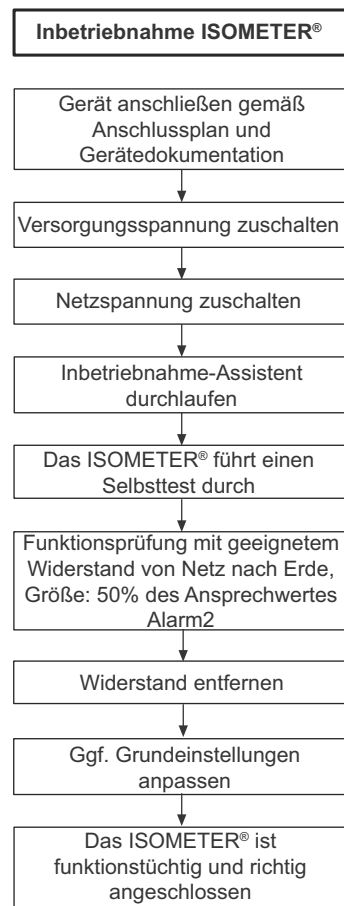 Inbetriebnahme ISOMETER®
Gerät anschließen gemäß
Anschlussplan und
Gerätedokumentation
Versorgungsspannung zuschalten
Netzspannung zuschalten
Inbetriebnahme-Assistent
durchlaufen
Das ISOMETER® führt einen
Selbsttest durch
Funktionsprüfung mit geeignetem
Widerstand von Netz nach Erde,
Größe: 50% des Ansprechwertes
Alarm2
Widerstand entfernen
Ggf. Grundeinstellungen
anpassen
Das ISOMETER® ist
funktionstüchtig und richtig
angeschlossen